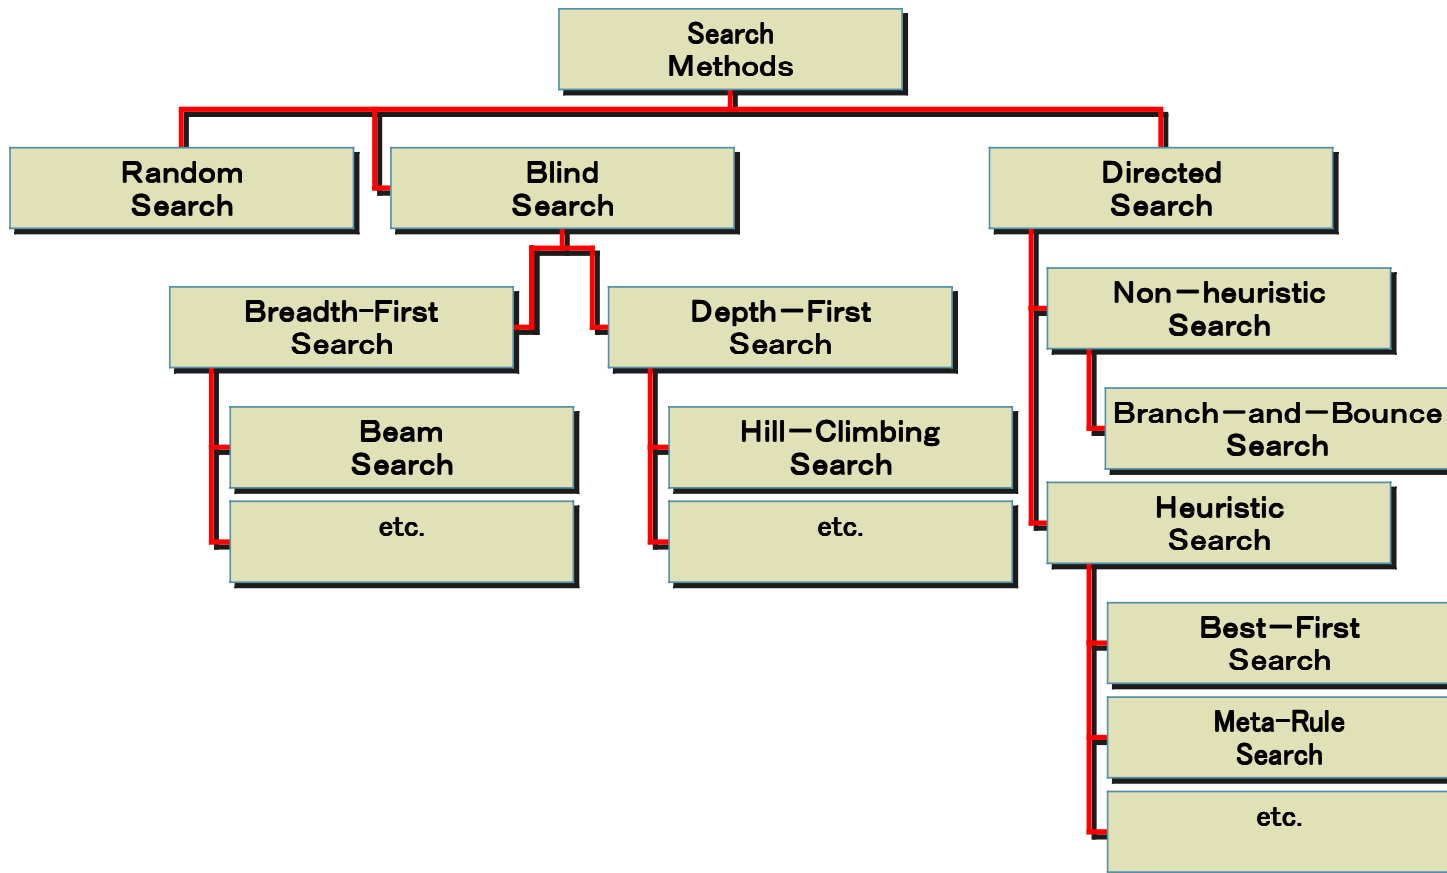 Search
Methods
Random
Search
Blind
Search
Directed
Search
Breadth-First
Search
Depth－First
Search
Non－heuristic
Search
Beam
Search
Hill－Climbing
Search
Branch－and－Bounce
Search
etc.
etc.
Heuristic
Search
Best－First
Search
Meta-Rule
Search
etc.